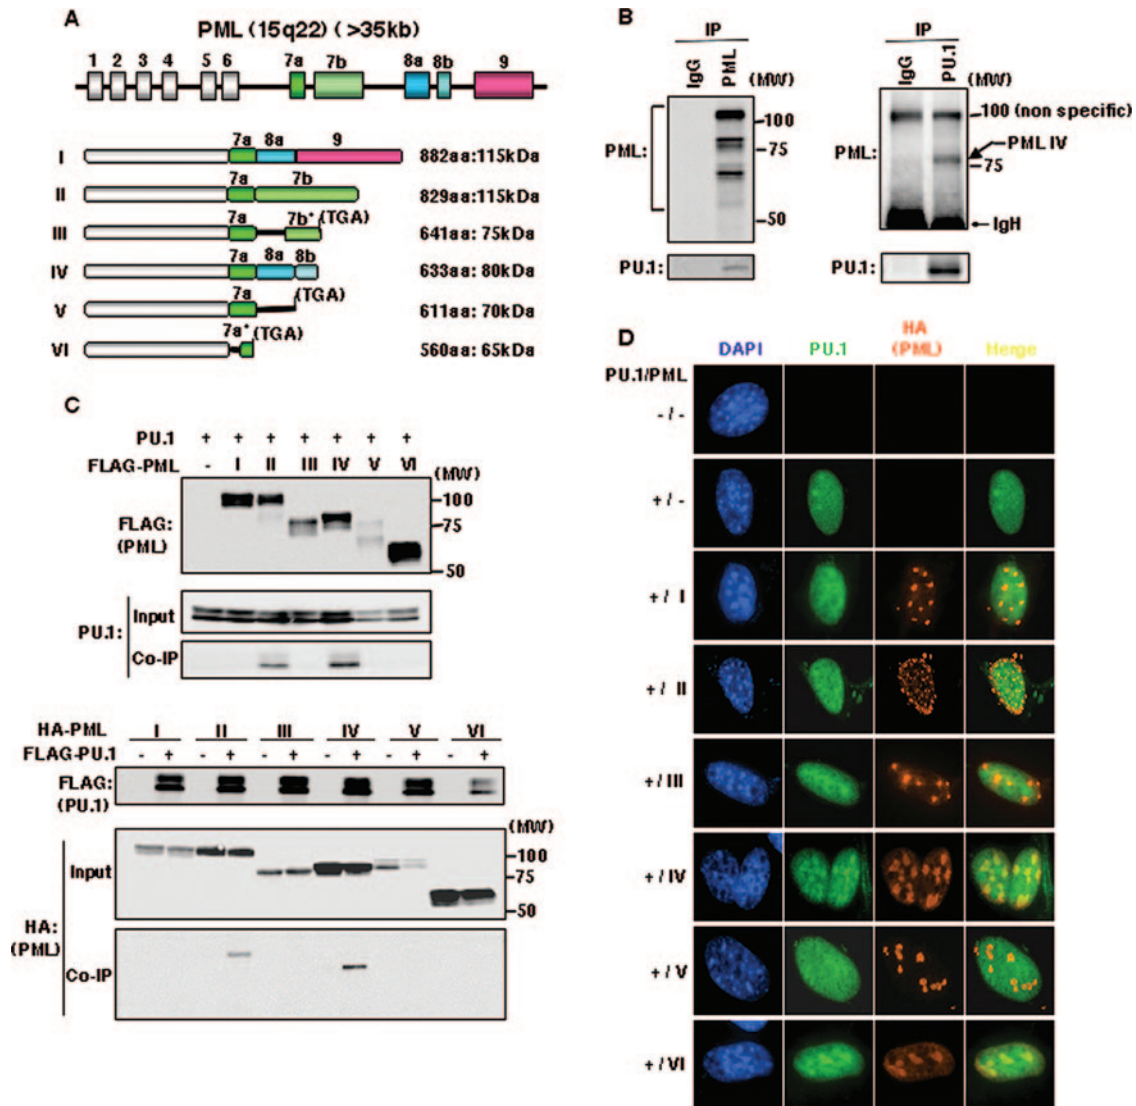 A
PML (15q22) (>35kb)
1 2 3 4 5 6 7a 7b 8a 8b 9
7a 8a 9
I 882aa:115kDa
7a 7b
II 829aa:115kDa
7a 7b* (TGA)
III 641aa: 75kDa
7a 8a 8b
IV 633aa: 80kDa
7a (TGA)
V 611aa: 70kDa
7a* (TGA)
VI 560aa: 65kDa
B
IP
IgG PML (MW)
PML:
100
75
50
PU.1:
IP
IgG PU.1 (MW)
100 (non specific)
PML IV
PML:
75
IgH
PU.1:
C
PU.1 + + + + + + +
FLAG-PML - I II III IV V VI
(MW)
100
FLAG: 75
(PML)
50
Input
PU.1:
Co-IP
HA-PML I II III IV V VI
FLAG-PU.1 - + - + - + - + - + - +
FLAG:
(PU.1)
(MW)
100
Input 75
50
HA:
(PML)
Co-IP
D
HA
DAPI PU.1 (PML) Merge
PU.1/PML
- / -
+ / -
+ / I
+ / II
+ / III
+ / IV
+ / V
+ / VI